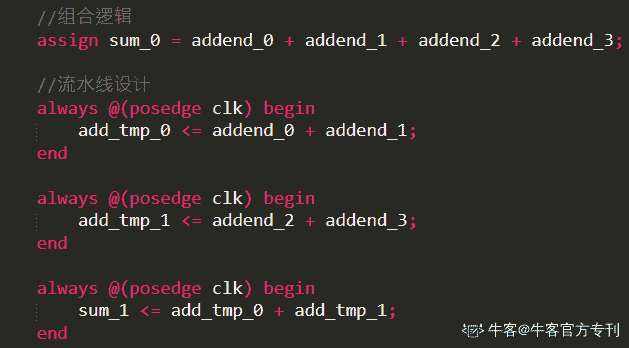 //组合逻辑
assign sum_0 = addend_0 + addend_1 + addend_2 + addend_3;
//流水线设计
always @(posedge clk) begin
add_tmp_0 <= addend_0 + addend_1;
end
always @(posedge clk) begin
add_tmp_1 <= addend_2 + addend_3;
end
always @(posedge clk) begin
sum_1 <= add_tmp_0 + add_tmp_1;
end
牛客@牛客官方专刊